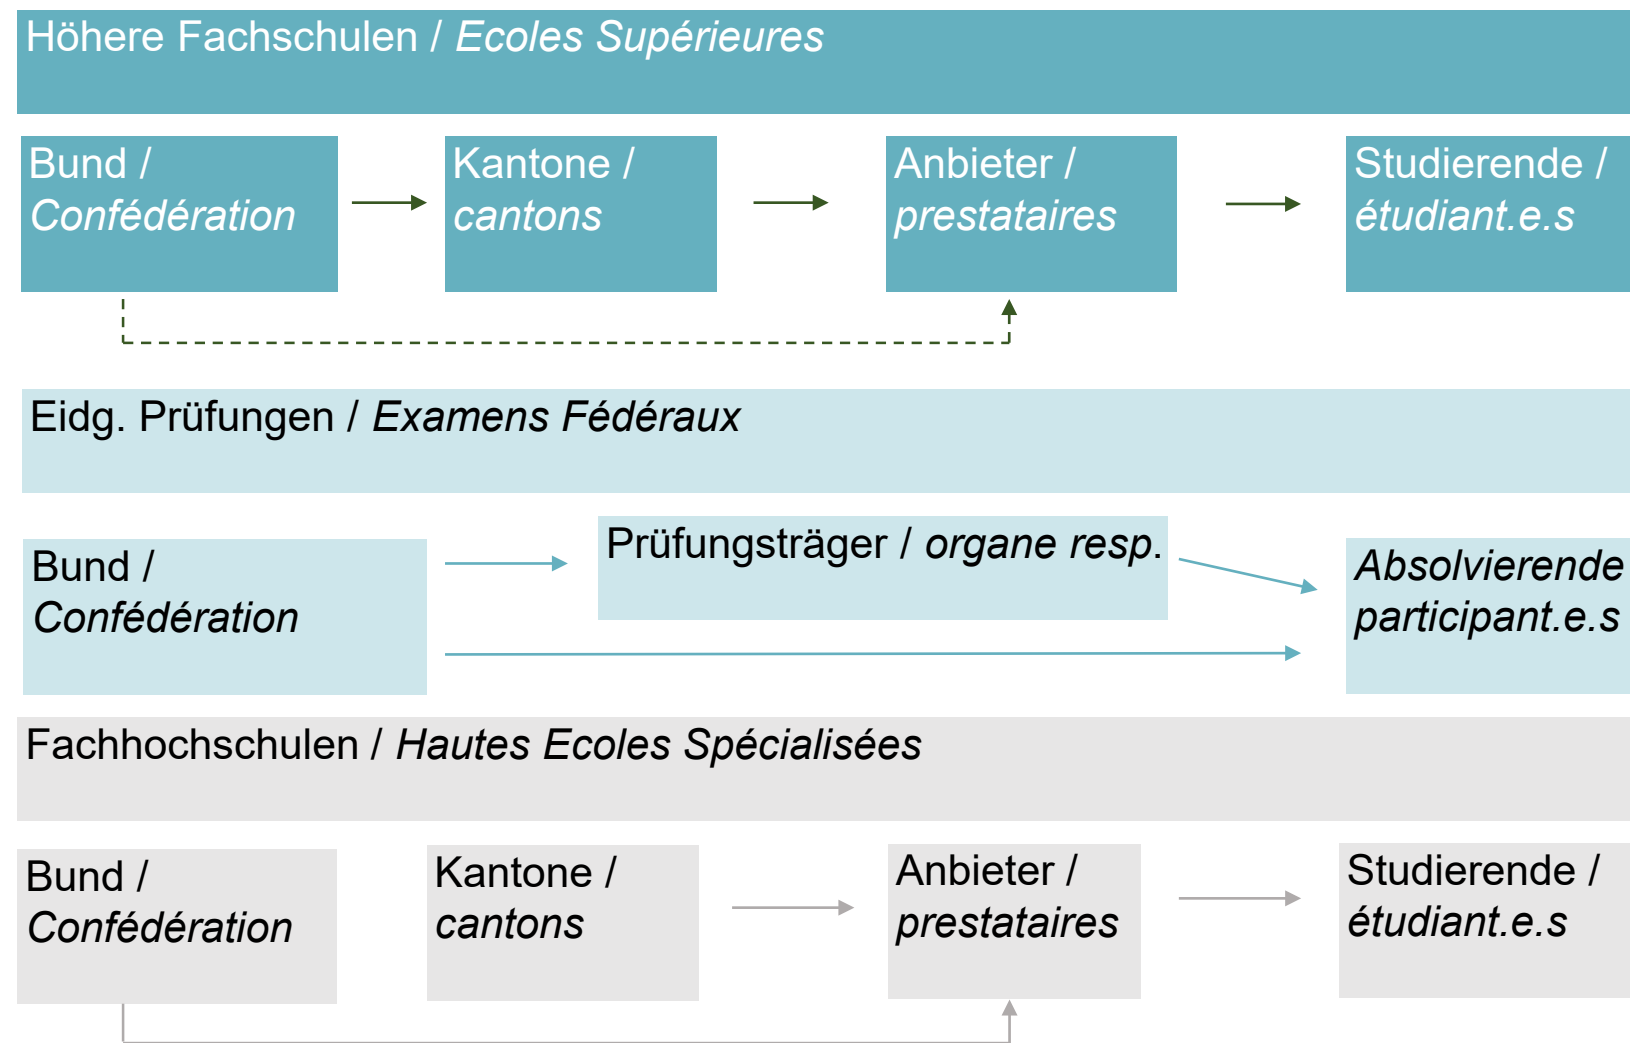 Höhere Fachschulen / Ecoles Supérieures
Bund /
Confédération
Kantone /
cantons
Anbieter /
prestataires
Studierende /
étudiant.e.s
Eidg. Prüfungen / Examens Fédéraux
Bund /
Confédération
Prüfungsträger / organe resp.
Absolvierende
participant.e.s
Fachhochschulen / Hautes Ecoles Spécialisées
Bund /
Confédération
Kantone /
cantons
Anbieter /
prestataires
Studierende /
étudiant.e.s